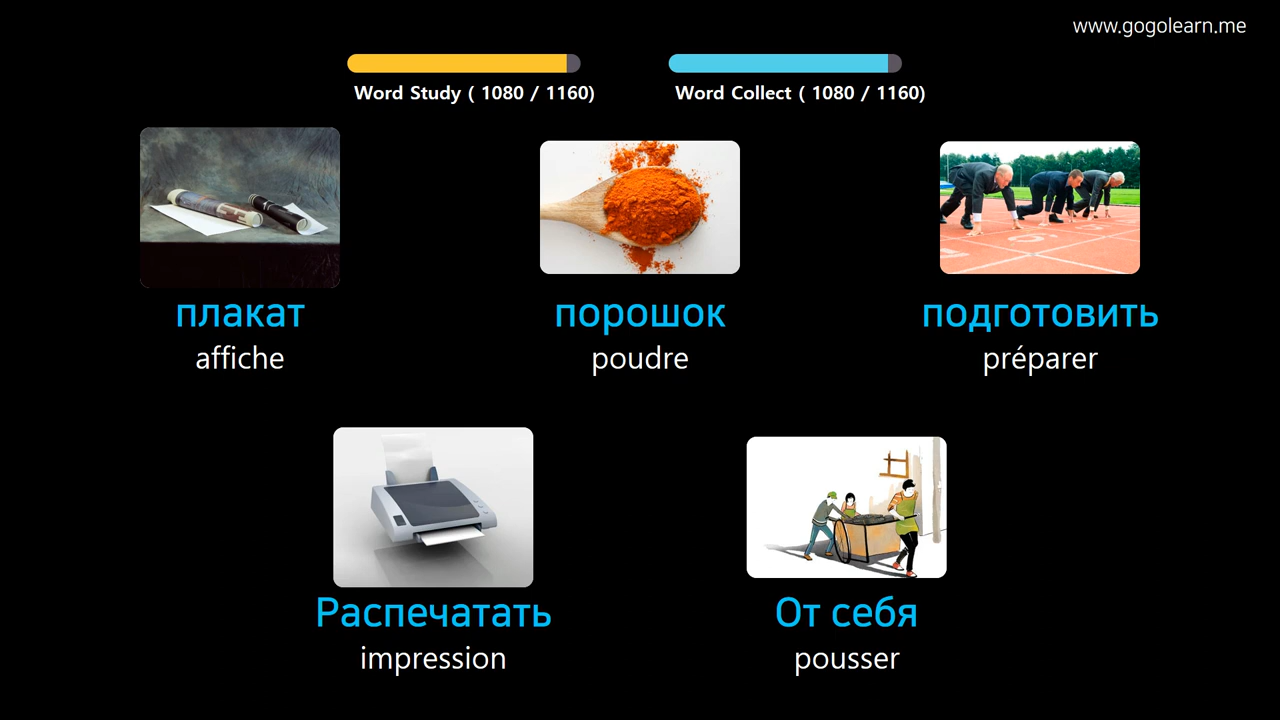 www.gogolearn.me
Word Study ( 1080 / 1160)
Word Collect ( 1080 / 1160)
плакат
affiche
порошок
poudre
подготовить
préparer
Распечатать
impression
От себя
pousser